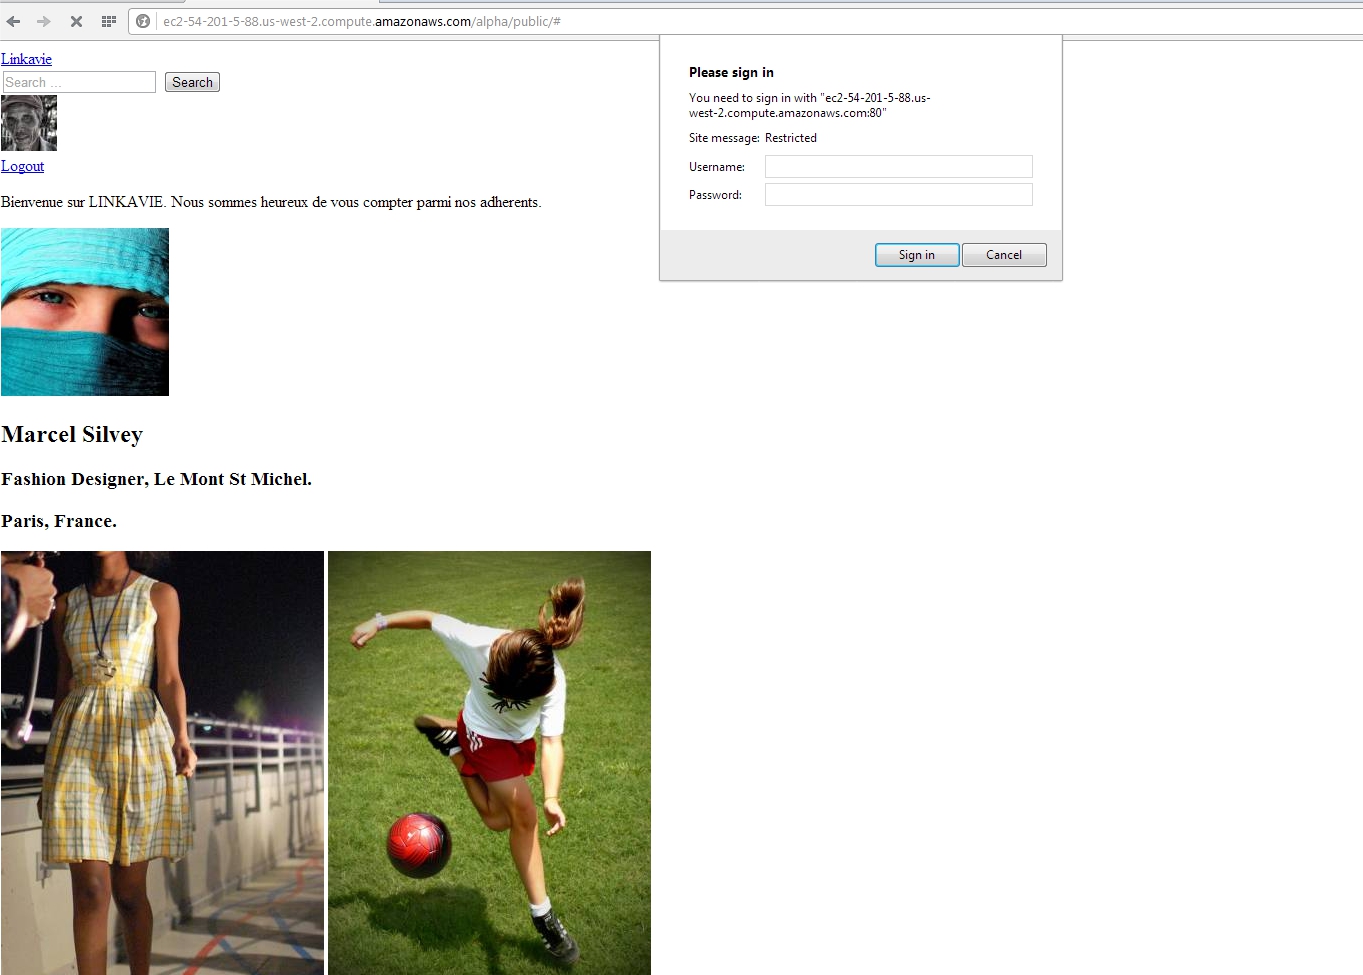 ec2-54-201-5-88.us-west-2.compute.amazonaws.com/alpha/public/#
Linkavie
Search ...
Search
Logout
Bienvenue sur LINKAVIE. Nous sommes heureux de vous compter parmi nos adherents.
Marcel Silvey
Fashion Designer, Le Mont St Michel.
Paris, France.
Please sign in
You need to sign in with "ec2-54-201-5-88.us-
west-2.compute.amazonaws.com:80"
Site message: Restricted
Username:
Password:
Sign in
Cancel